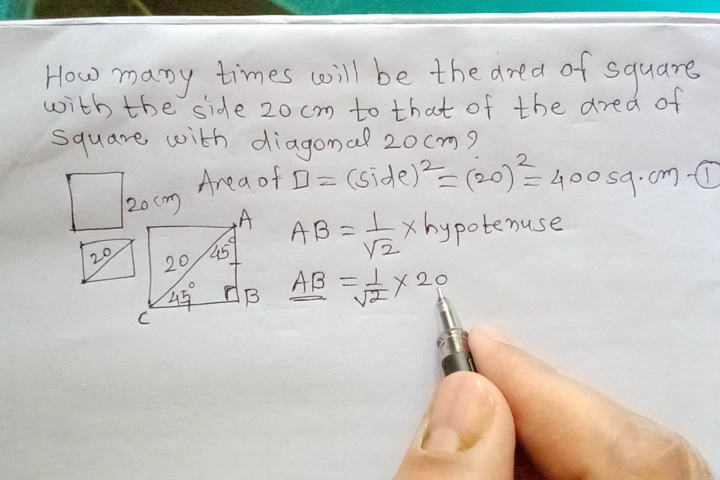 How many times will be the area of square
with the side 20 cm to that of the area of
square with diagonal 20 cm?
Area of □ = (side)² = (20)² = 400 sq. cm - ①
20 cm
AB = 1/√2 × hypotenuse
20
A
45°
20
45°
B
C
AB = 1/√2 × 20